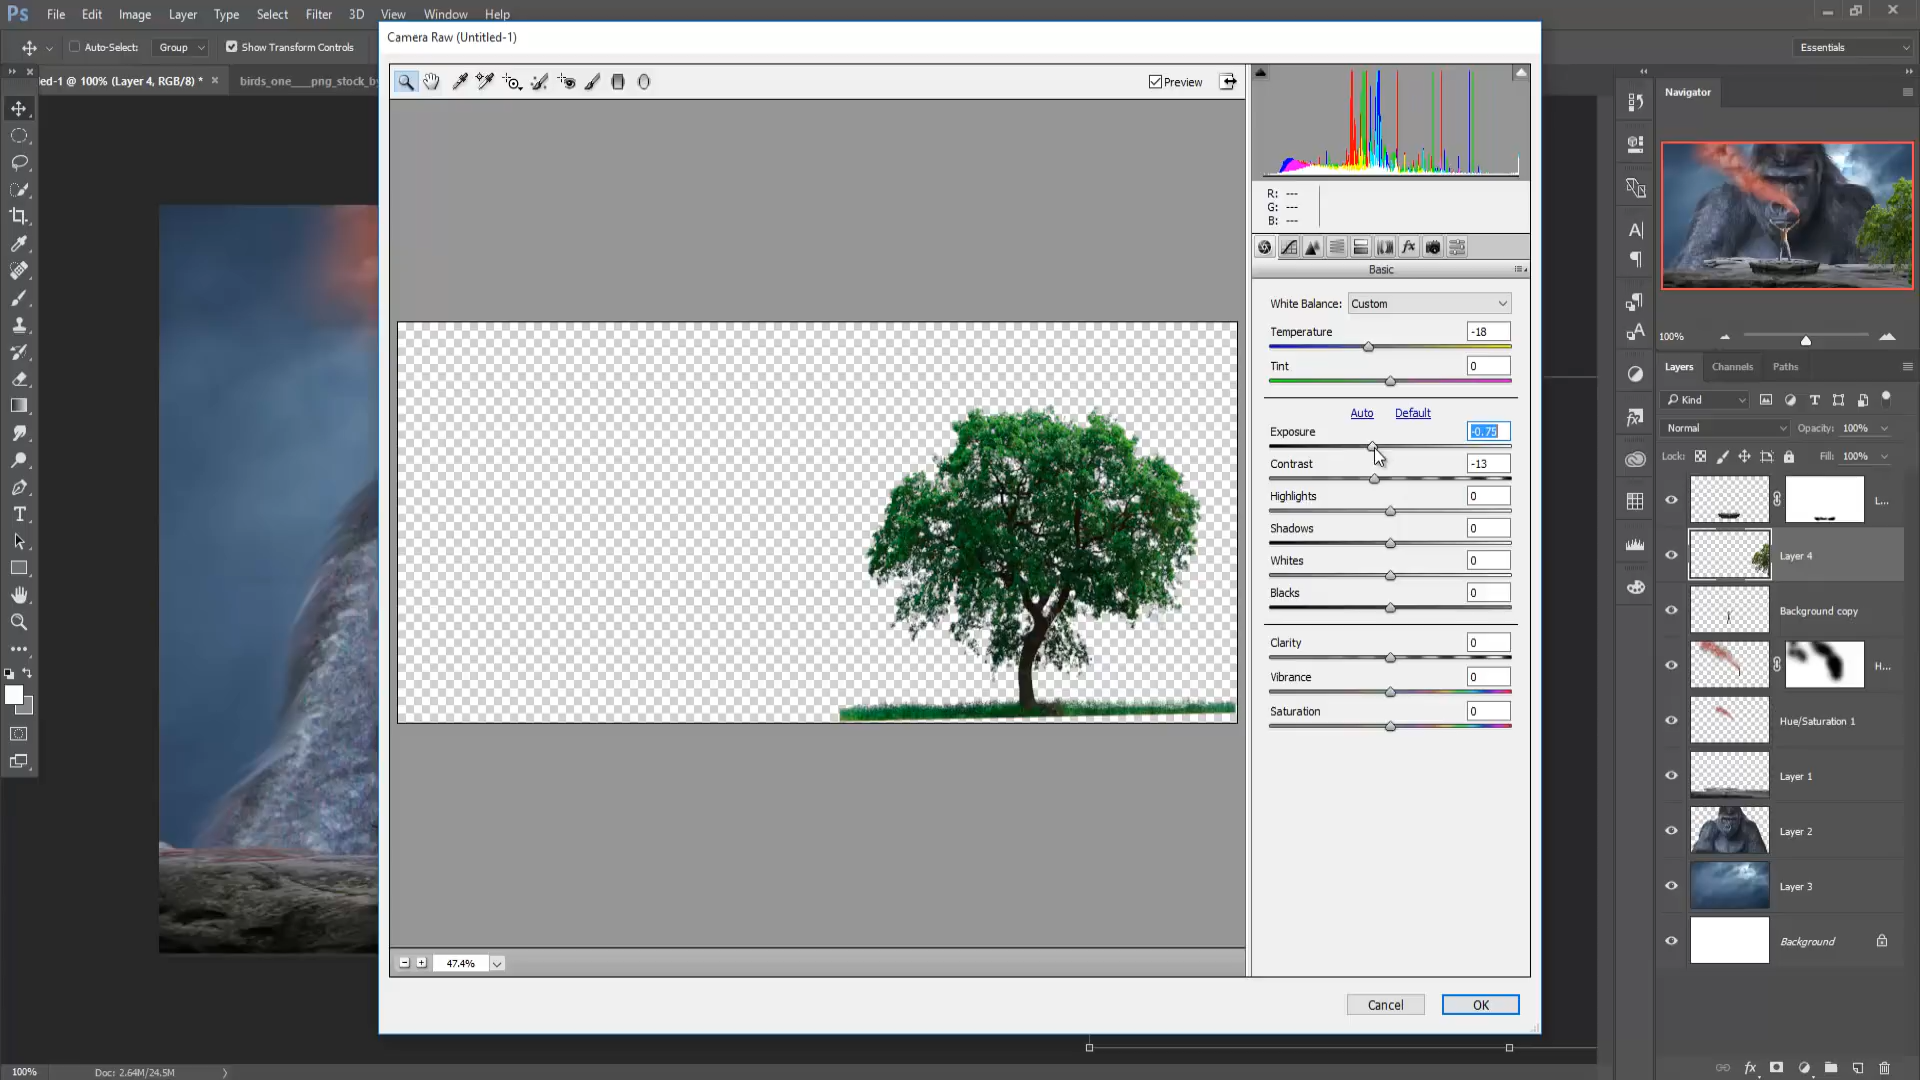 Ps File Edit Image Layer Type Select Filter 3D View Window Help
Auto-Select: Group Show Transform Controls
Essentials
ed-1 @ 100% (Layer 4, RGB/8) * × birds_one____png_stock_by
Camera Raw (Untitled-1)
Preview
R: ---
G: ---
B: ---
Basic
White Balance: Custom
Temperature -18
Tint 0
Auto Default
Exposure -0.75
Contrast -13
Highlights 0
Shadows 0
Whites 0
Blacks 0
Clarity 0
Vibrance 0
Saturation 0
47.4%
Cancel OK
Navigator
100%
Layers Channels Paths
Kind
Normal Opacity: 100%
Lock: Fill: 100%
L...
Layer 4
Background copy
H...
Hue/Saturation 1
Layer 1
Layer 2
Layer 3
Background
100% Doc: 2.64M/24.5M